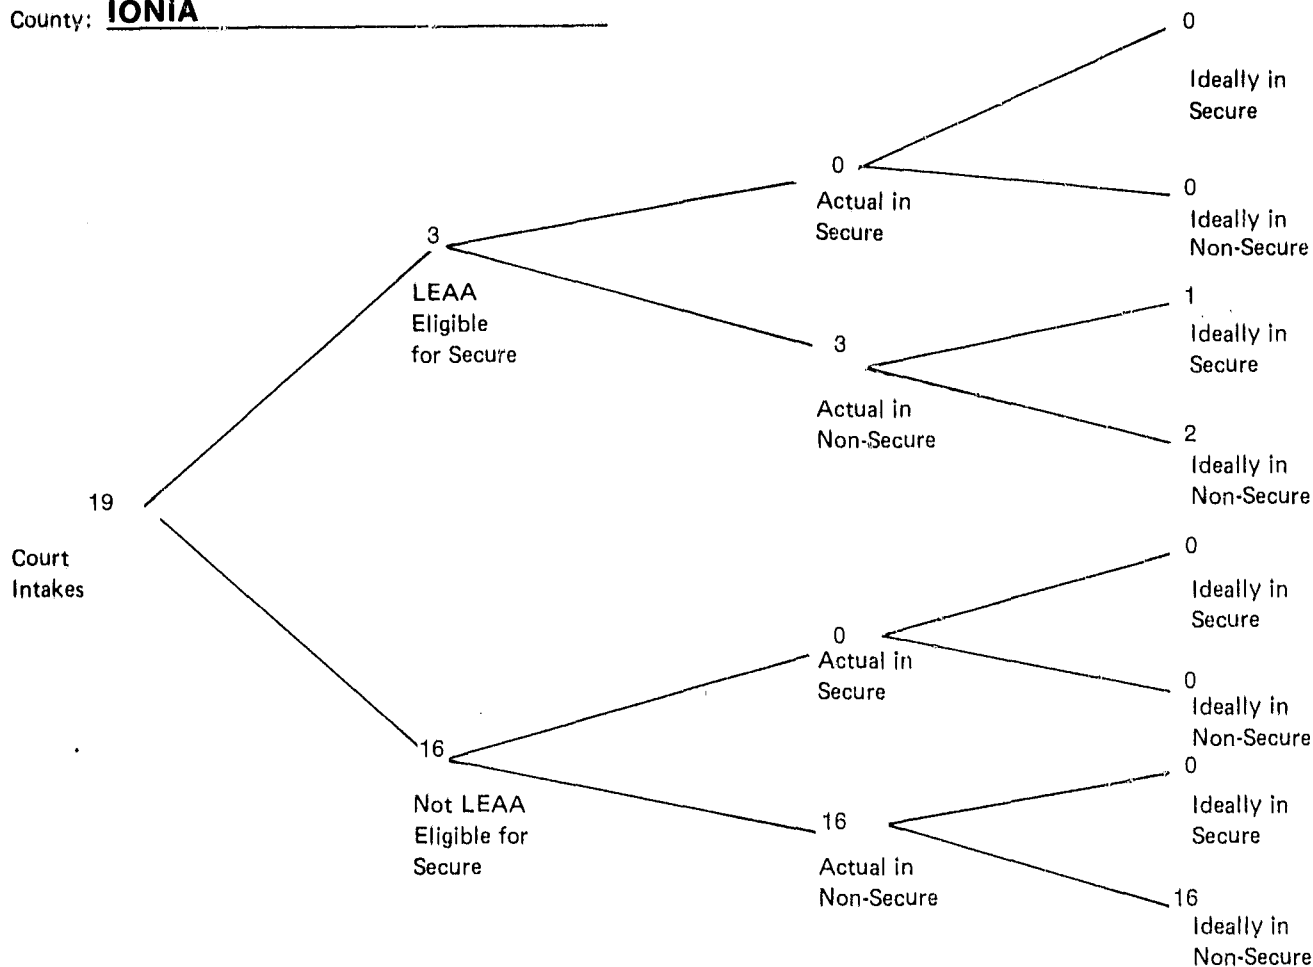 County: IONIA
0
Ideally in
Secure
0
Actual in
Secure
0
Ideally in
Non-Secure
3
LEAA
Eligible
for Secure
1
Ideally in
Secure
3
Actual in
Non-Secure
2
Ideally in
Non-Secure
19
Court
Intakes
0
Ideally in
Secure
0
Actual in
Secure
0
Ideally in
Non-Secure
16
Not LEAA
Eligible for
Secure
0
Ideally in
Secure
16
Actual in
Non-Secure
16
Ideally in
Non-Secure